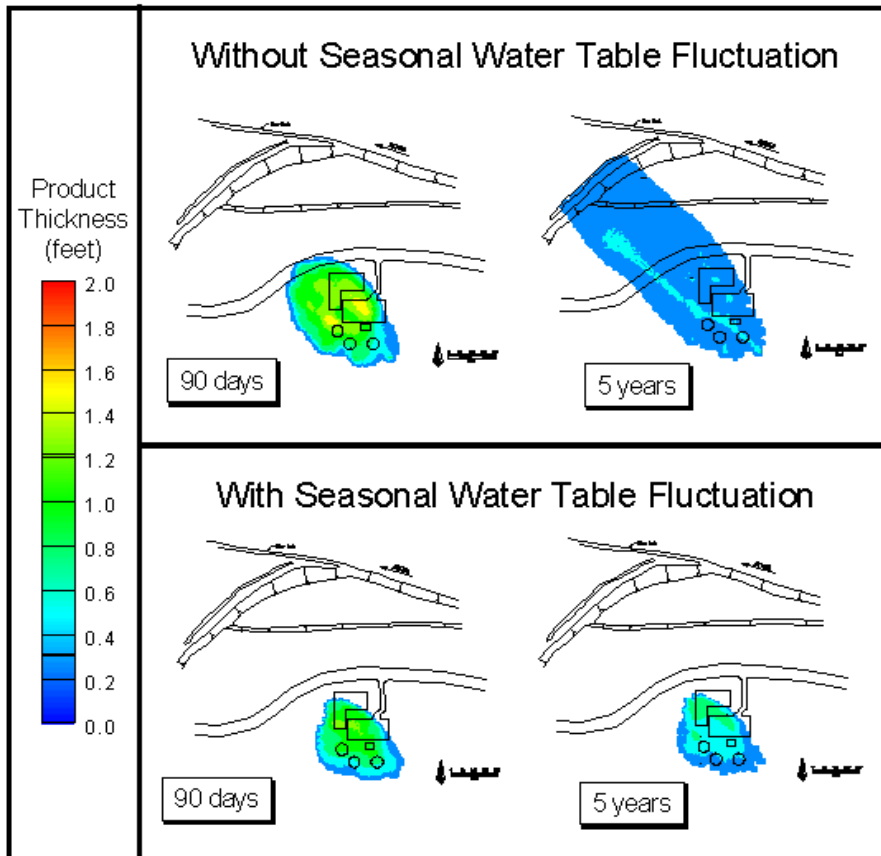 Without Seasonal Water Table Fluctuation
Product
Thickness
(feet)
2.0
1.8
1.6
1.4
1.2
1.0
0.8
0.6
0.4
0.2
0.0
90 days
5 years
With Seasonal Water Table Fluctuation
90 days
5 years